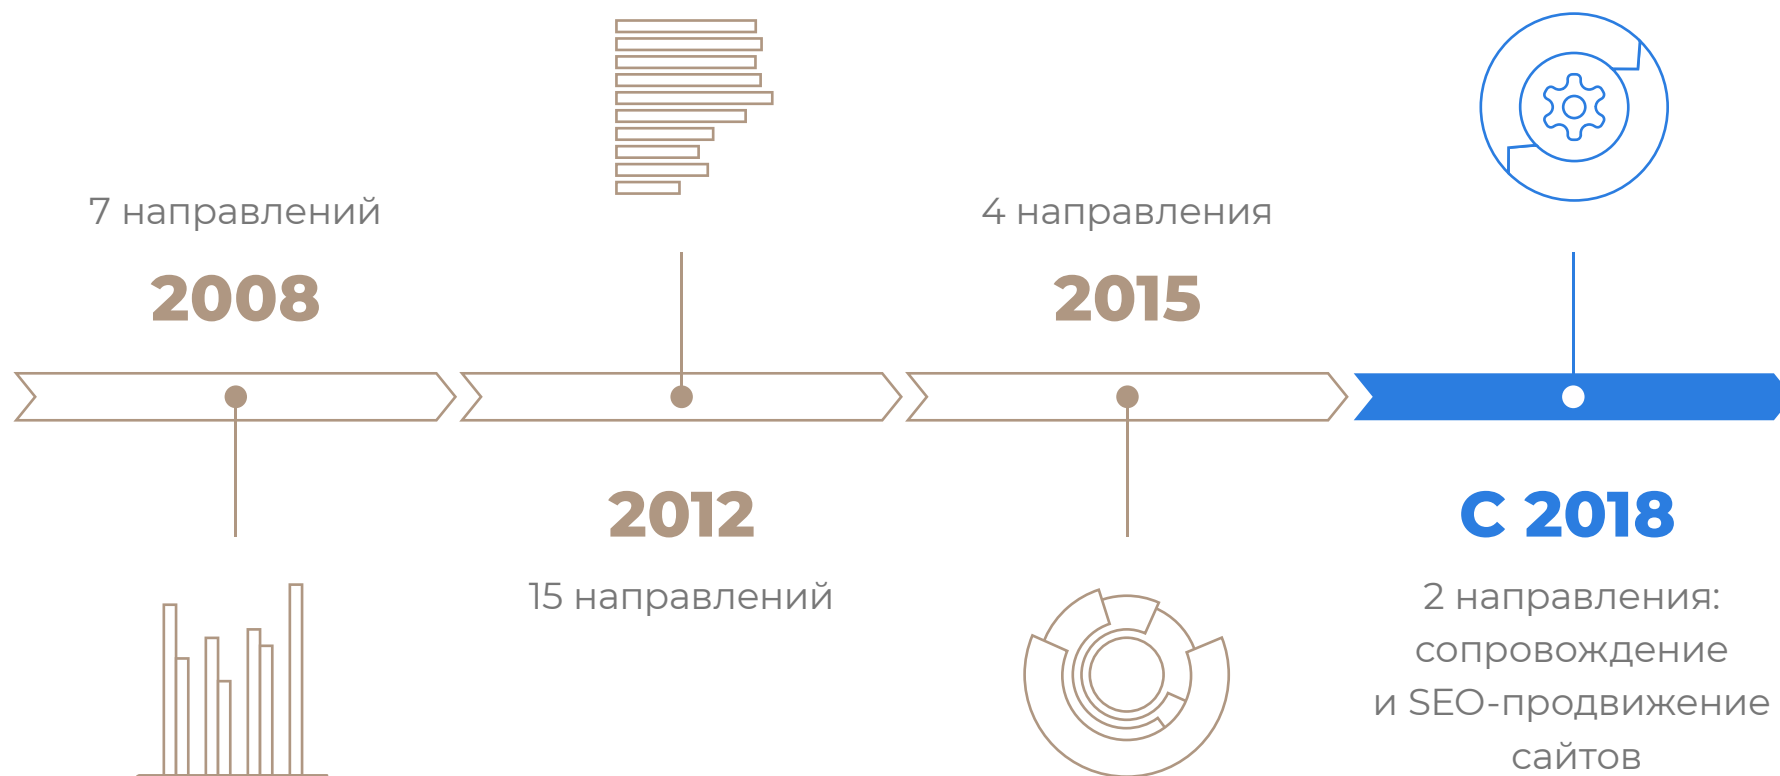 7 направлений
2008
2012
15 направлений
4 направления
2015
С 2018
2 направления:
сопровождение
и SEO-продвижение
сайтов